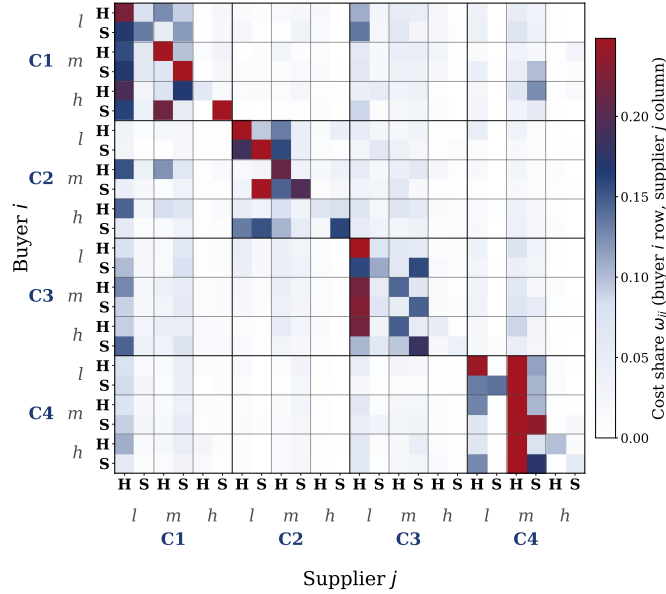 Buyer i
C1
l
H
S
m
H
S
h
H
S
C2
l
H
S
m
H
S
h
H
S
C3
l
H
S
m
H
S
h
H
S
C4
l
H
S
m
H
S
h
H
S
H S H S H S H S H S H S H S H S H S H S H S H S
l m h l m h l m h l m h
C1 C2 C3 C4
Supplier j
0.20
0.15
0.10
0.05
0.00
Cost share ω_ij (buyer i row, supplier j column)